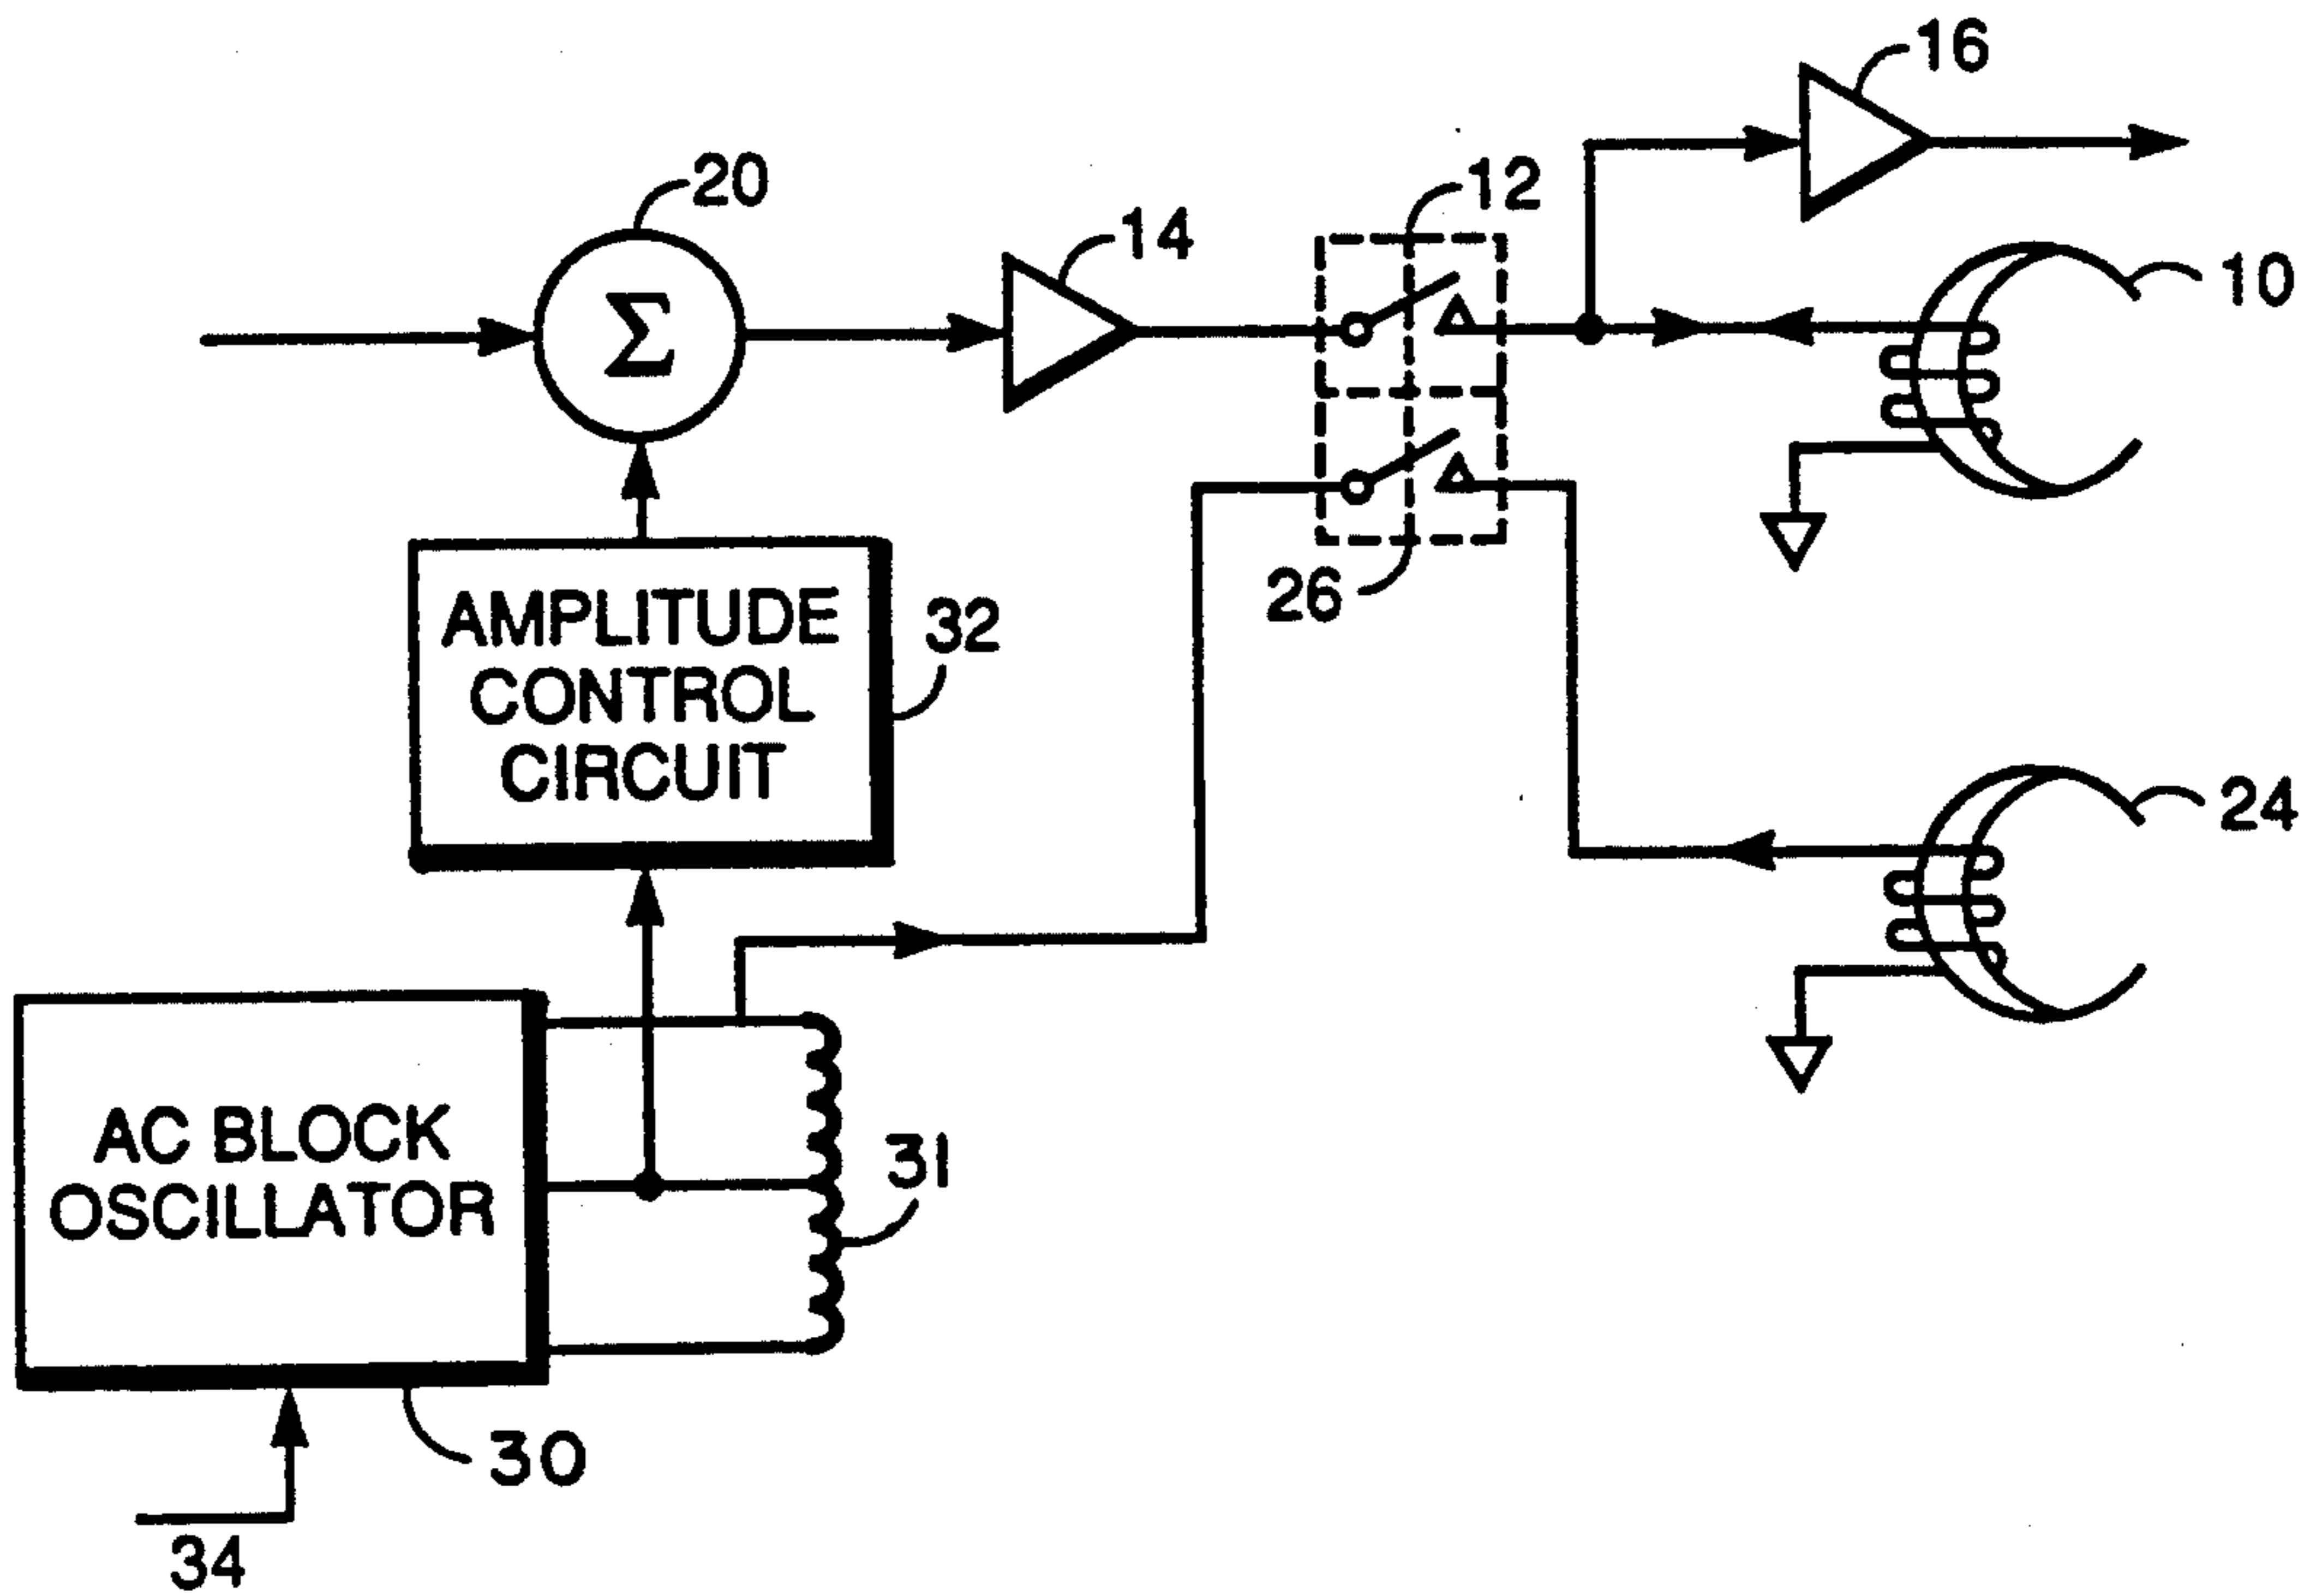 16
20
12
14
10
Σ
26
AMPLITUDE
CONTROL
CIRCUIT
32
24
AC BLOCK
OSCILLATOR
31
30
34